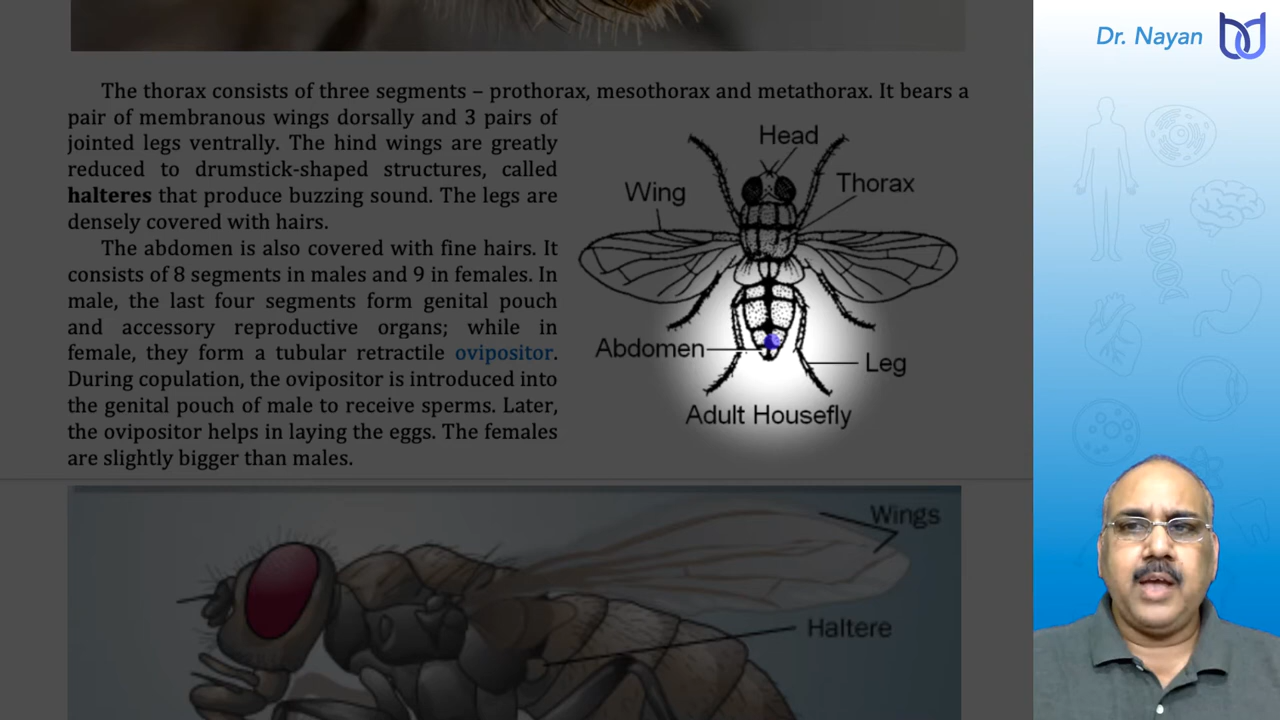 Dr. Nayan
The thorax consists of three segments – prothorax, mesothorax and metathorax. It bears a
pair of membranous wings dorsally and 3 pairs of
jointed legs ventrally. The hind wings are greatly
reduced to drumstick-shaped structures, called
halteres that produce buzzing sound. The legs are
densely covered with hairs.
The abdomen is also covered with fine hairs. It
consists of 8 segments in males and 9 in females. In
male, the last four segments form genital pouch
and accessory reproductive organs; while in
female, they form a tubular retractile ovipositor.
During copulation, the ovipositor is introduced into
the genital pouch of male to receive sperms. Later,
the ovipositor helps in laying the eggs. The females
are slightly bigger than males.
Head
Wing
Thorax
Abdomen
Leg
Adult Housefly
Wings
Haltere